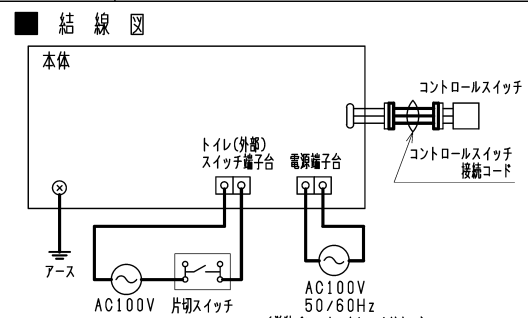 ■ 結線図
本体
コントロールスイッチ
トイレ(外部)
スイッチ端子台
電源端子台
コントロールスイッチ
接続コード
アース
AC100V
片切スイッチ
AC100V
50/60Hz